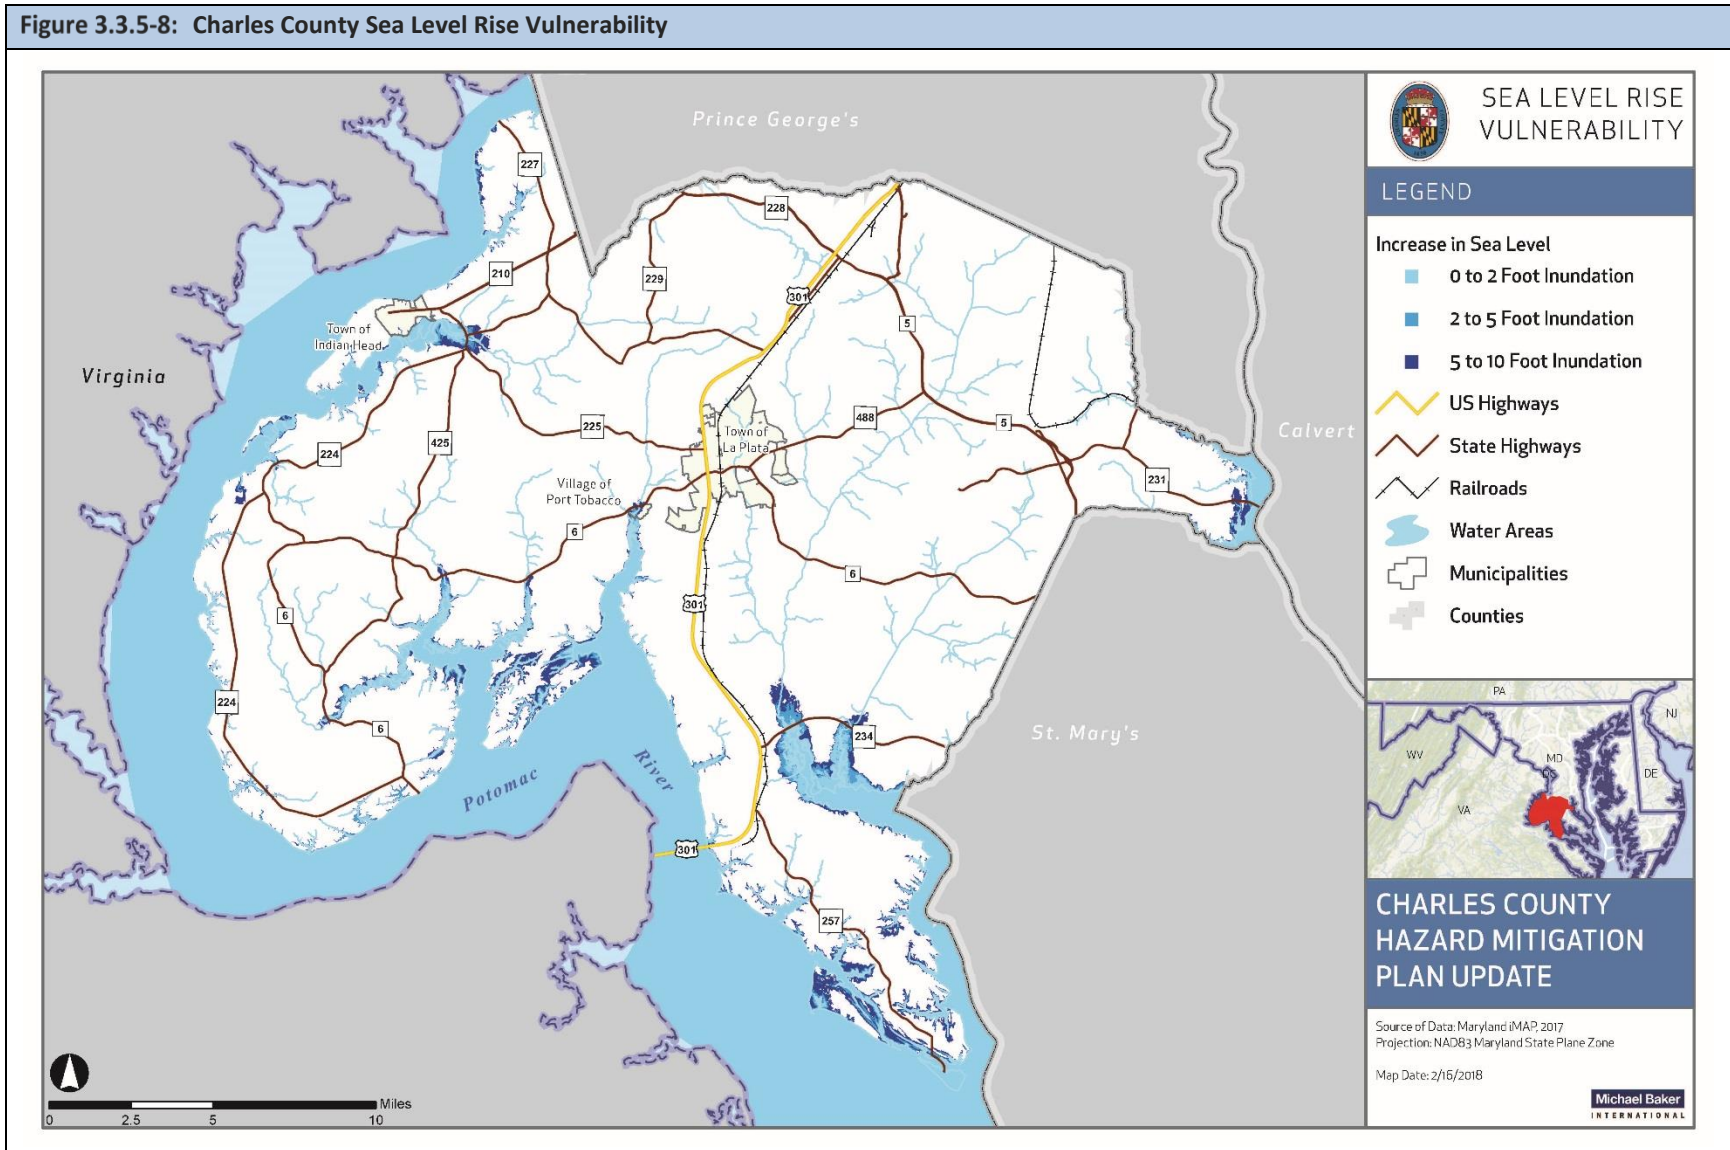 Figure 3.3.5-8: Charles County Sea Level Rise Vulnerability
Prince George's
227
228
210
229
301
Town of
Indian Head
5
Virginia
488
Town of
La Plata
225
5
Calvert
425
224
231
Village of
Port Tobacco
6
6
301
6
224
6
234
St. Mary's
River
Potomac
301
257
Miles
0
2.5
5
10
SEA LEVEL RISE
VULNERABILITY
LEGEND
Increase in Sea Level
0 to 2 Foot Inundation
2 to 5 Foot Inundation
5 to 10 Foot Inundation
US Highways
State Highways
Railroads
Water Areas
Municipalities
Counties
PA
NJ
WV
MD
DC
DE
VA
CHARLES COUNTY
HAZARD MITIGATION
PLAN UPDATE
Source of Data: Maryland iMAP, 2017
Projection: NAD83 Maryland State Plane Zone
Map Date: 2/16/2018
Michael Baker
INTERNATIONAL